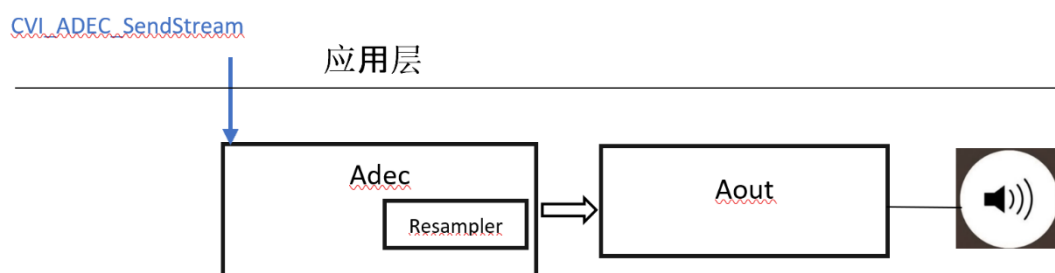 CVI_ADEC_SendStream
应用层
Adec
Aout
Resampler